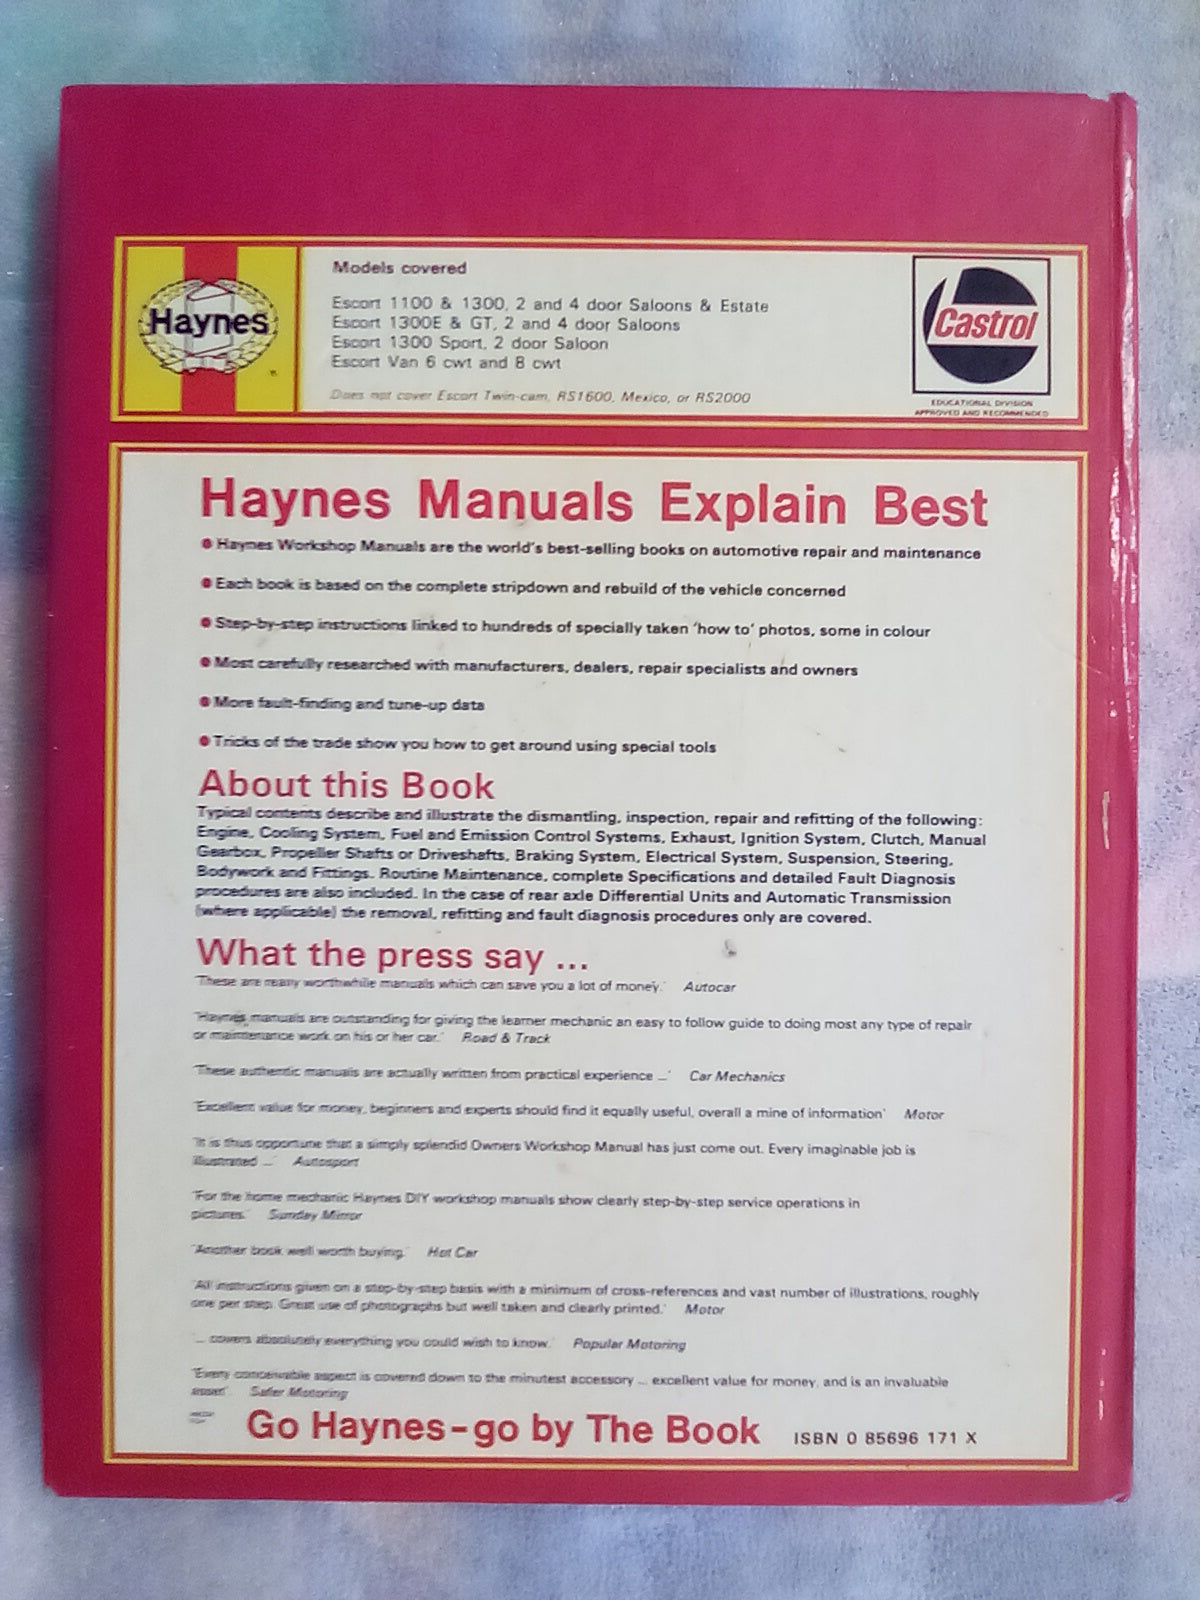 Haynes
Models covered
Escort 1100 & 1300, 2 and 4 door Saloons & Estate
Escort 1300E & GT, 2 and 4 door Saloons
Escort 1300 Sport, 2 door Saloon
Escort Van 6 cwt and 8 cwt
Does not cover Escort Twin-cam, RS1600, Mexico, or RS2000
Castrol
EDUCATIONAL DIVISION
APPROVED AND RECOMMENDED
Haynes Manuals Explain Best
Haynes Workshop Manuals are the world's best-selling books on automotive repair and maintenance
Each book is based on the complete stripdown and rebuild of the vehicle concerned
Step-by-step instructions linked to hundreds of specially taken 'how to' photos, some in colour
Most carefully researched with manufacturers, dealers, repair specialists and owners
More fault-finding and tune-up data
Tricks of the trade show you how to get around using special tools
About this Book
Typical contents describe and illustrate the dismantling, inspection, repair and refitting of the following:
Engine, Cooling System, Fuel and Emission Control Systems, Exhaust, Ignition System, Clutch, Manual
Gearbox, Propeller Shafts or Driveshafts, Braking System, Electrical System, Suspension, Steering,
Bodywork and Fittings. Routine Maintenance, complete Specifications and detailed Fault Diagnosis
procedures are also included. In the case of rear axle Differential Units and Automatic Transmission
(where applicable) the removal, refitting and fault diagnosis procedures only are covered.
What the press say ...
'These are really worthwhile manuals which can save you a lot of money.' Autocar
'Haynes manuals are outstanding for giving the learner mechanic an easy to follow guide to doing most any type of repair
or maintenance work on his or her car.' Road & Track
'These authentic manuals are actually written from practical experience ...' Car Mechanics
'Excellent value for money, beginners and experts should find it equally useful, overall a mine of information' Motor
'It is thus opportune that a simply splendid Owners Workshop Manual has just come out. Every imaginable job is
illustrated ...' Autosport
'For the home mechanic Haynes DIY workshop manuals show clearly step-by-step service operations in
pictures.' Sunday Mirror
'Another book well worth buying.' Hot Car
'All instructions given on a step-by-step basis with a minimum of cross-references and vast number of illustrations, roughly
one per step. Great use of photographs but well taken and clearly printed.' Motor
'... covers absolutely everything you could wish to know.' Popular Motoring
'Every conceivable aspect is covered down to the minutest accessory ... excellent value for money, and is an invaluable
asset' Safer Motoring
Go Haynes-go by The Book
ISBN 0 85696 171 X